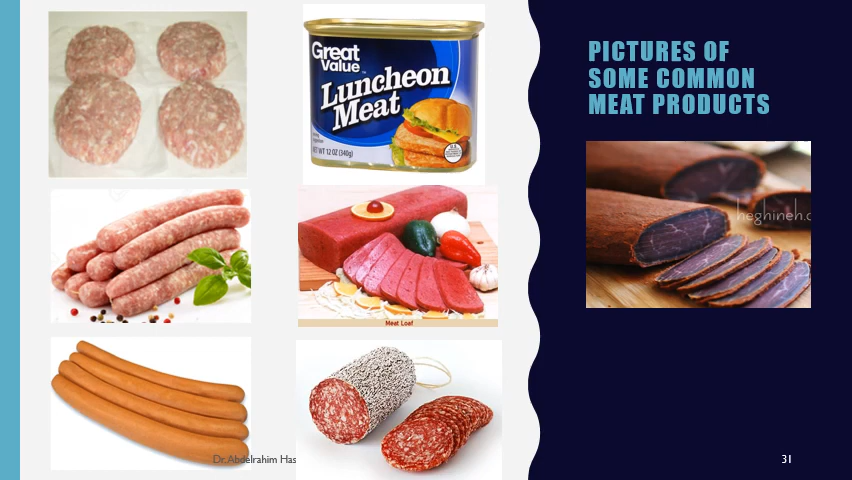 PICTURES OF
SOME COMMON
MEAT PRODUCTS
Great
Value
Luncheon
Meat
NET WT 12 OZ (340g)
heghineh.c
Meat Loaf
Dr.Abdelrahim Has
31